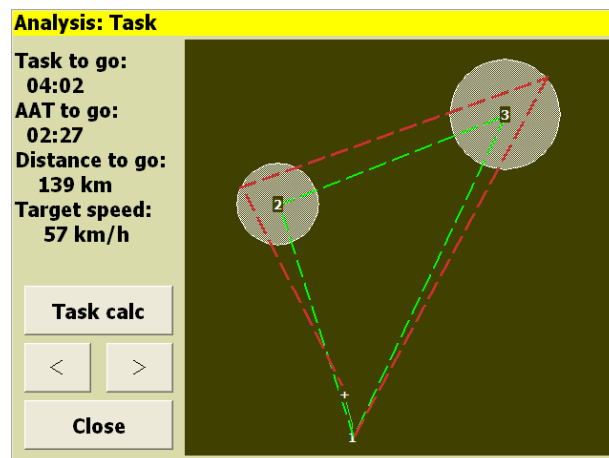 Analysis: Task
Task to go:
04:02
AAT to go:
02:27
Distance to go:
139 km
Target speed:
57 km/h
Task calc
< >
Close
3
2
+
1